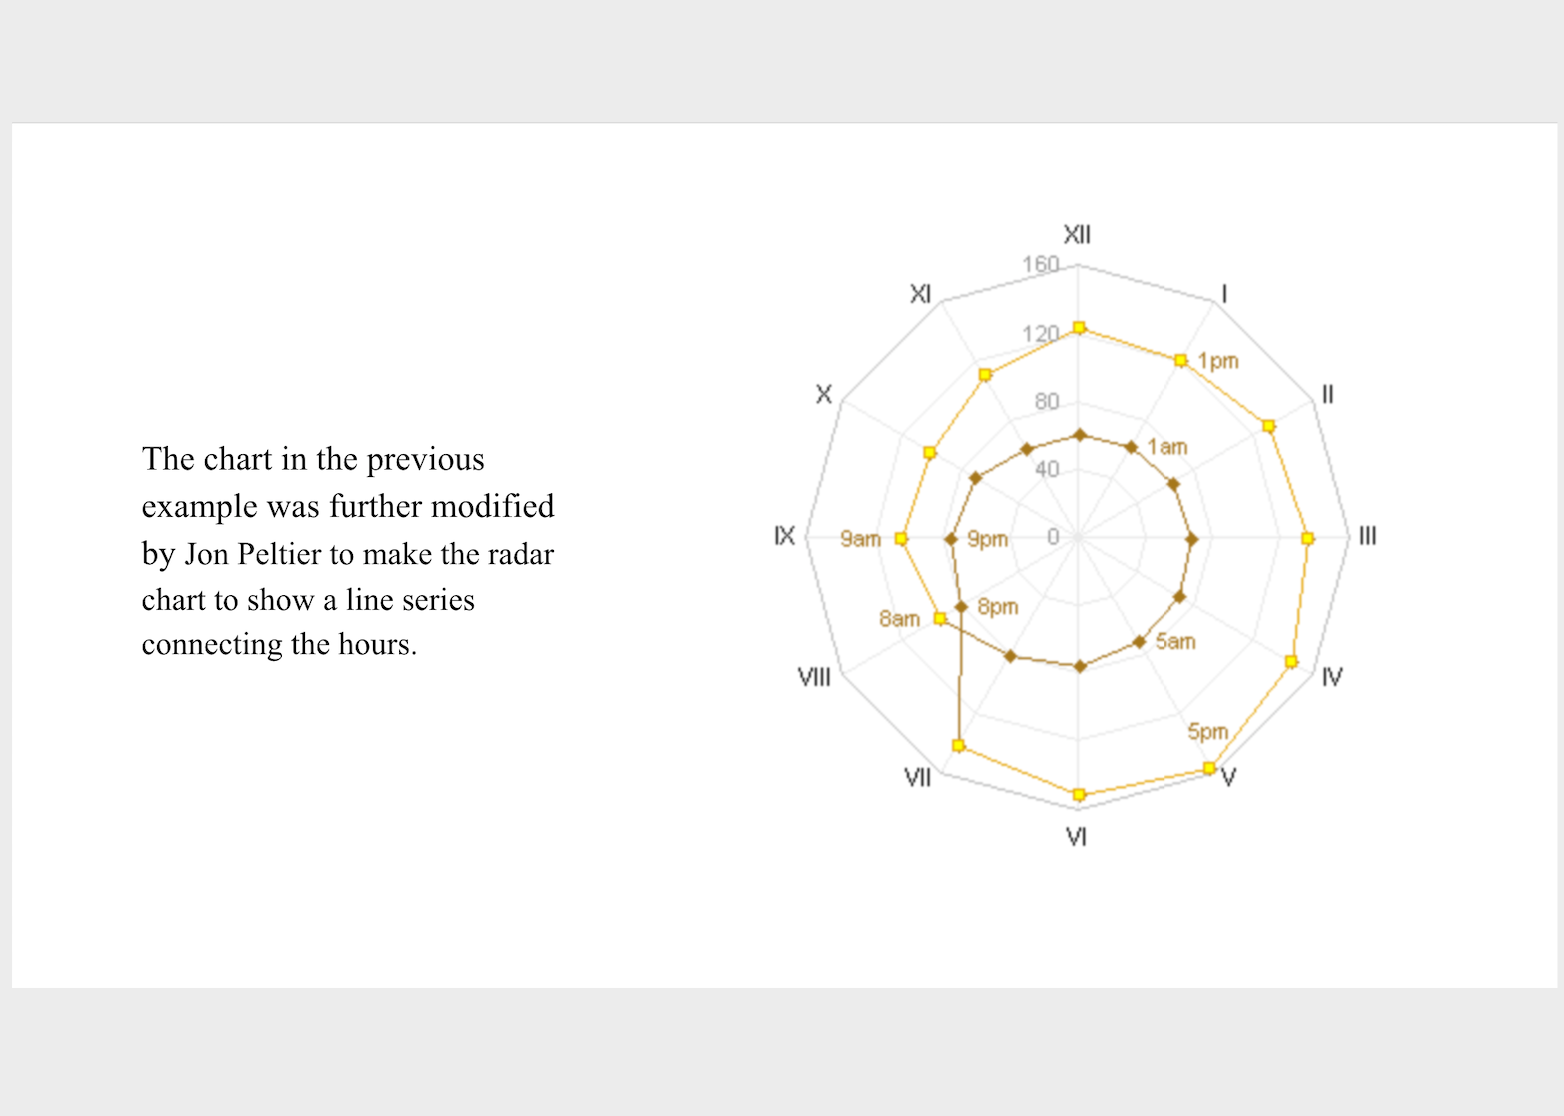 The chart in the previous
example was further modified
by Jon Peltier to make the radar
chart to show a line series
connecting the hours.
XII
160
XI
I
120
1pm
X
II
80
1am
40
IX
9am
9pm
0
III
8pm
8am
5am
VIII
IV
5pm
VII
V
VI